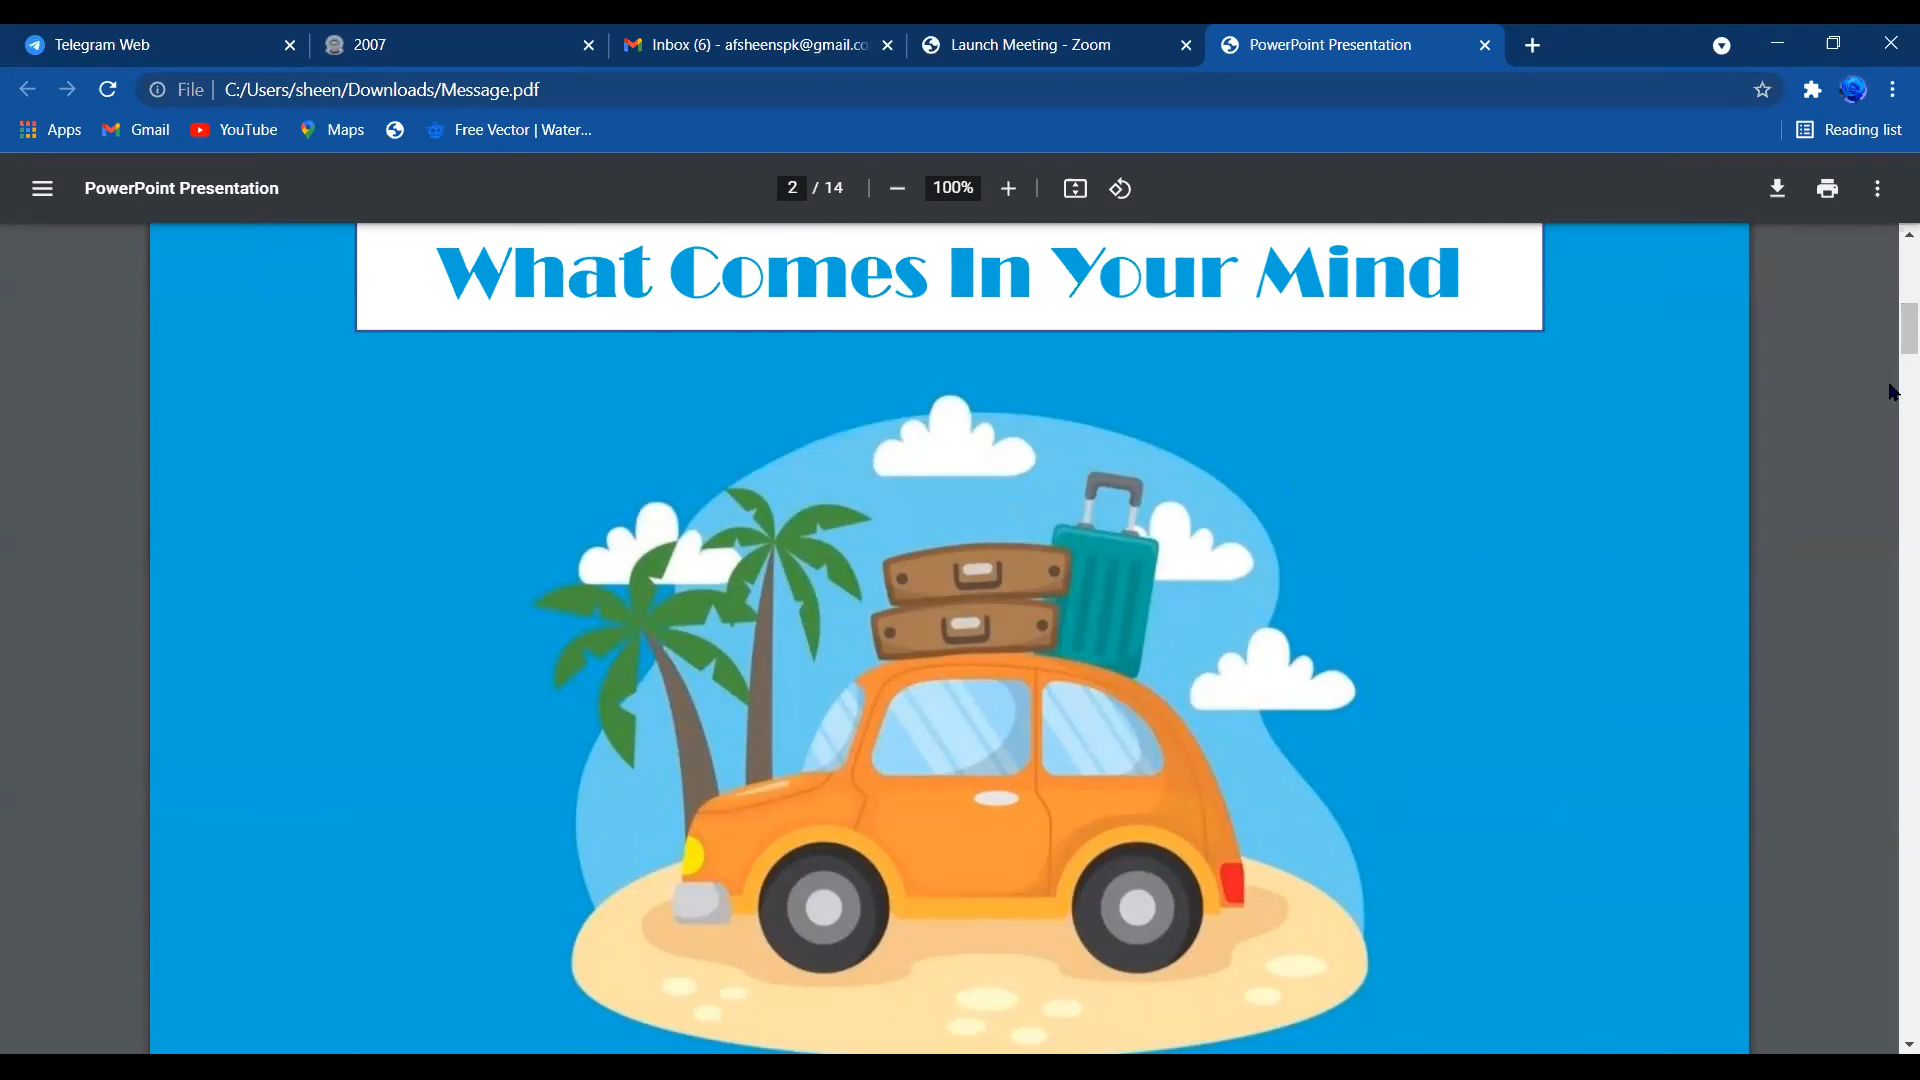 Telegram Web
2007
Inbox (6) - afsheenspk@gmail.co
Launch Meeting - Zoom
PowerPoint Presentation
File
C:/Users/sheen/Downloads/Message.pdf
Apps
Gmail
YouTube
Maps
Free Vector | Water...
Reading list
PowerPoint Presentation
2 / 14
100%
What Comes In Your Mind